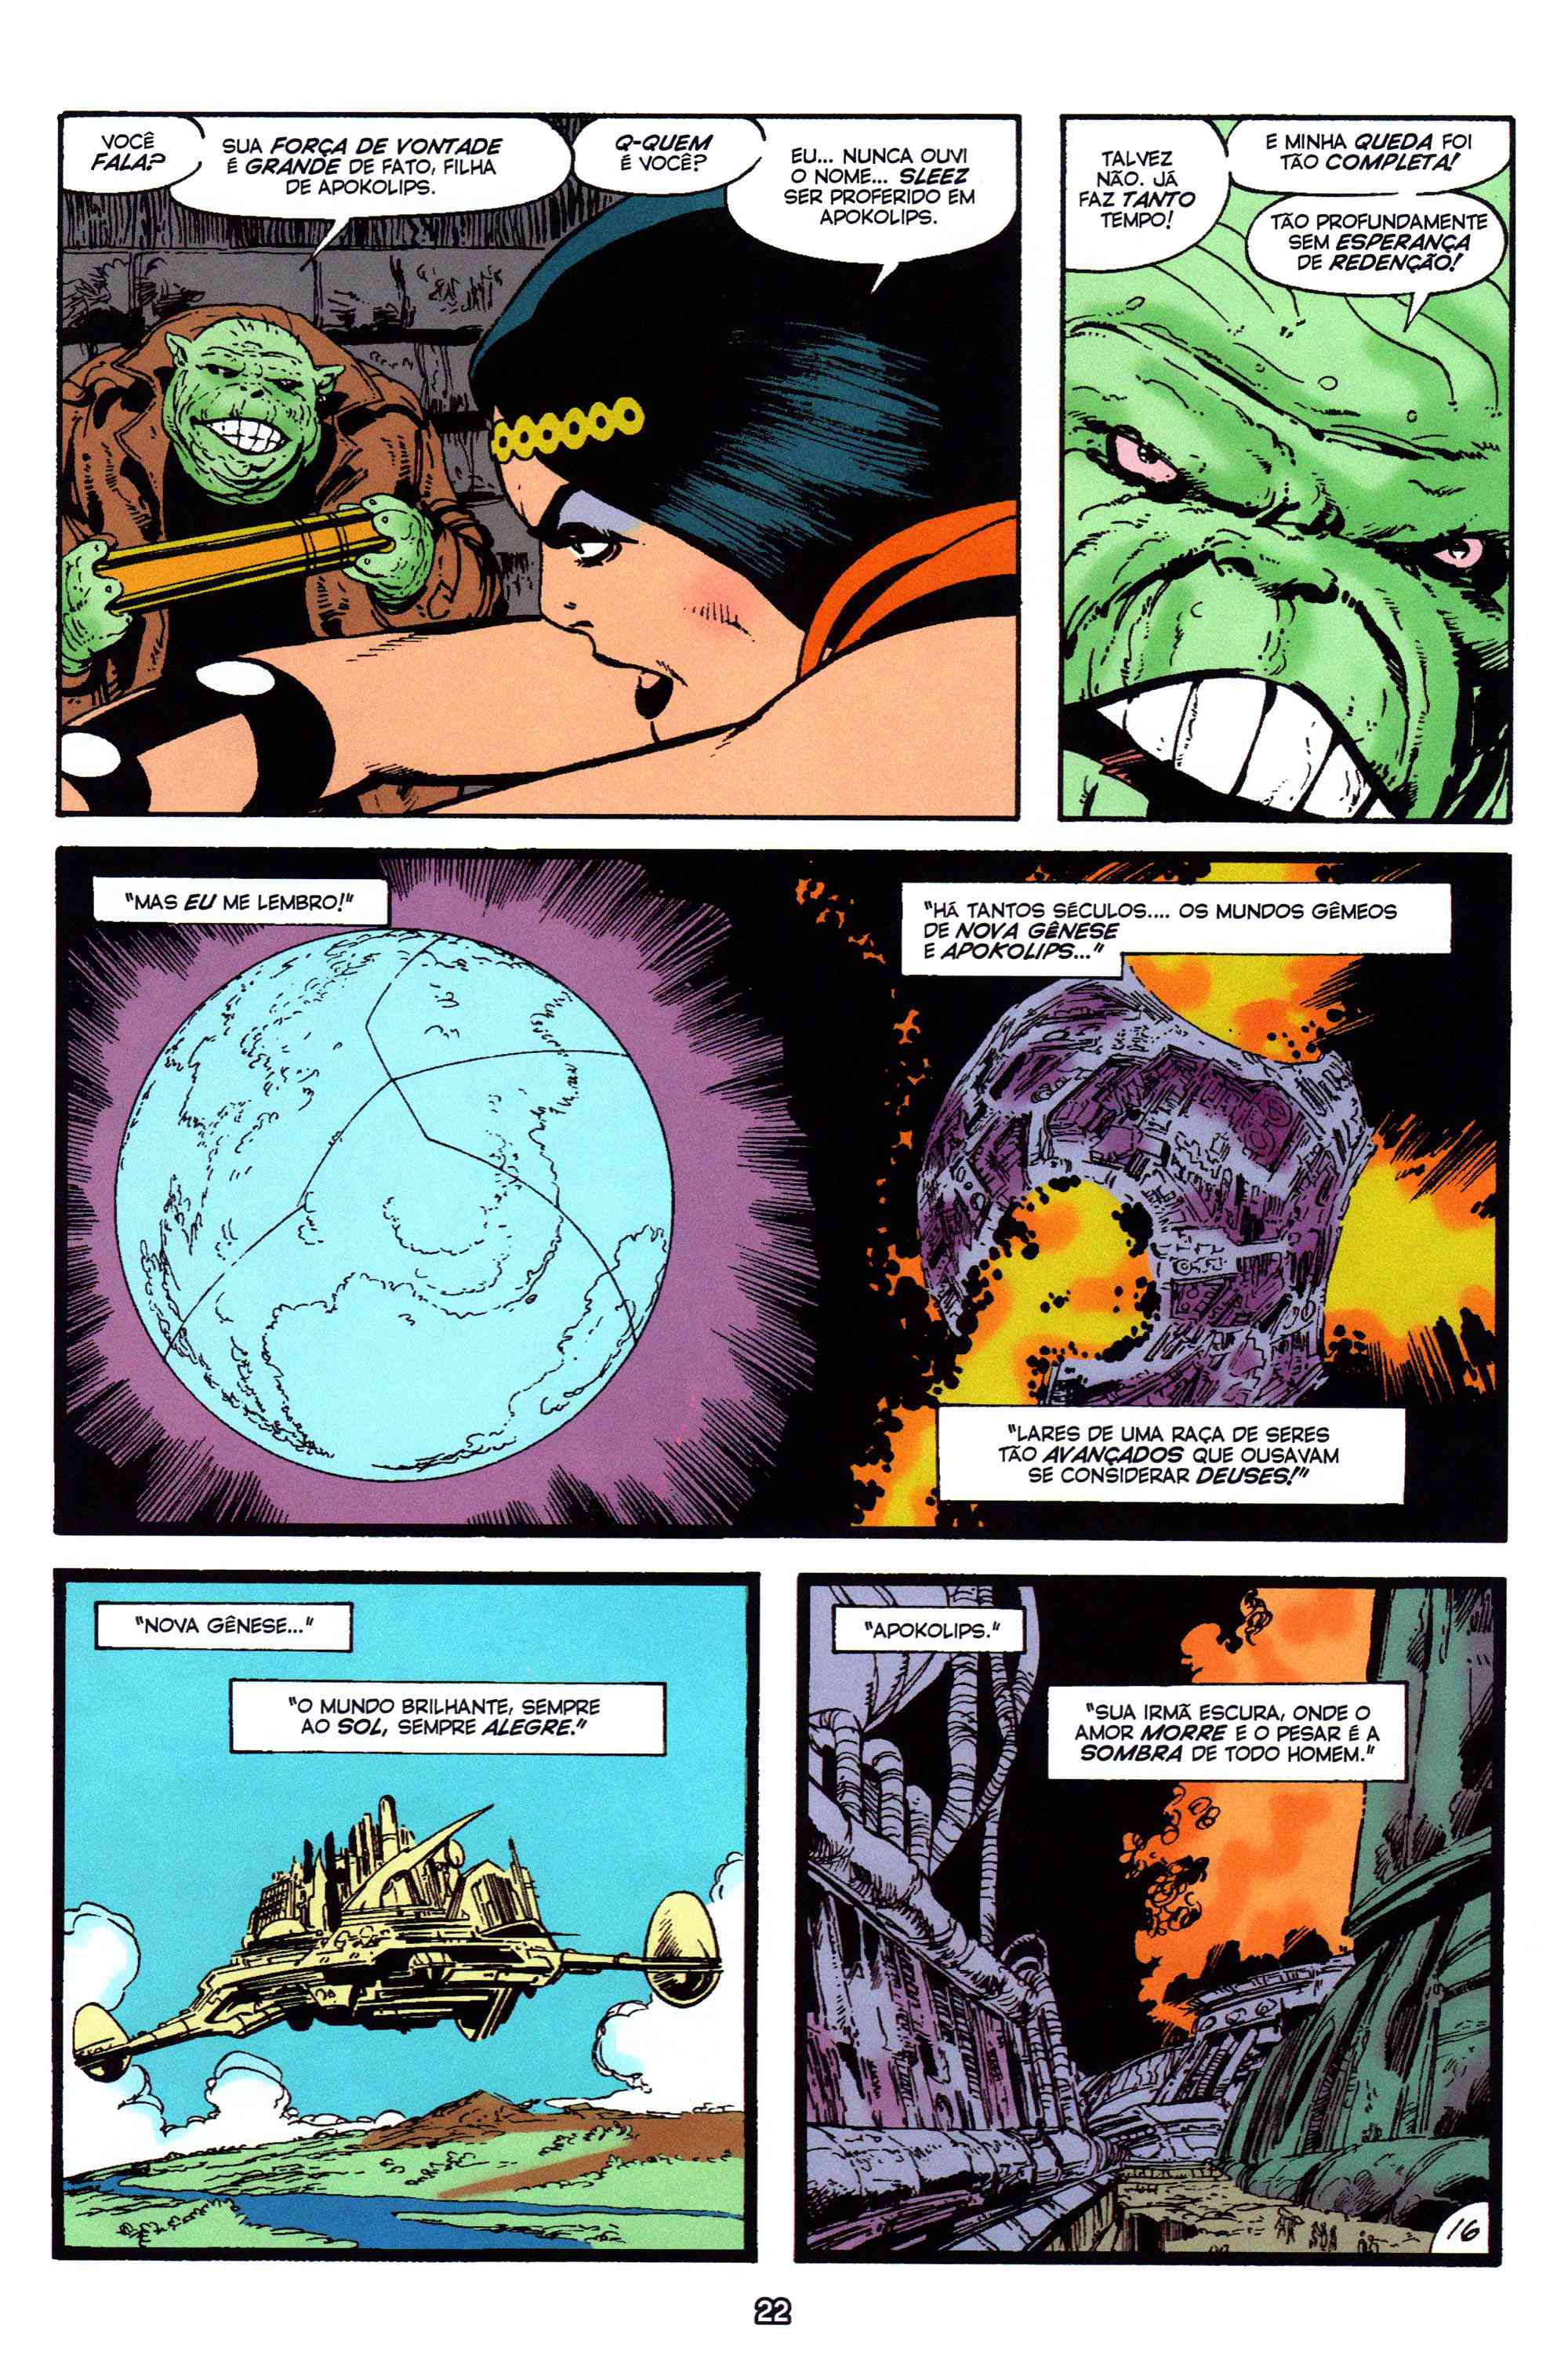 VOCÊ
FALA?
SUA FORÇA DE VONTADE
É GRANDE DE FATO, FILHA
DE APOKOLIPS.
Q-QUEM
É VOCÊ?
EU... NUNCA OUVI
O NOME... SLEEZ
SER PROFERIDO EM
APOKOLIPS.
TALVEZ
NÃO. JÁ
FAZ TANTO
TEMPO!
E MINHA QUEDA FOI
TÃO COMPLETA!
TÃO PROFUNDAMENTE
SEM ESPERANÇA
DE REDENÇÃO!
"MAS EU ME LEMBRO!"
"HÁ TANTOS SÉCULOS.... OS MUNDOS GÊMEOS
DE NOVA GÊNESE
E APOKOLIPS..."
"LARES DE UMA RAÇA DE SERES
TÃO AVANÇADOS QUE OUSAVAM
SE CONSIDERAR DEUSES!"
"NOVA GÊNESE..."
"O MUNDO BRILHANTE, SEMPRE
AO SOL, SEMPRE ALEGRE."
"APOKOLIPS."
"SUA IRMÃ ESCURA, ONDE O
AMOR MORRE E O PESAR É A
SOMBRA DE TODO HOMEM."
16
22